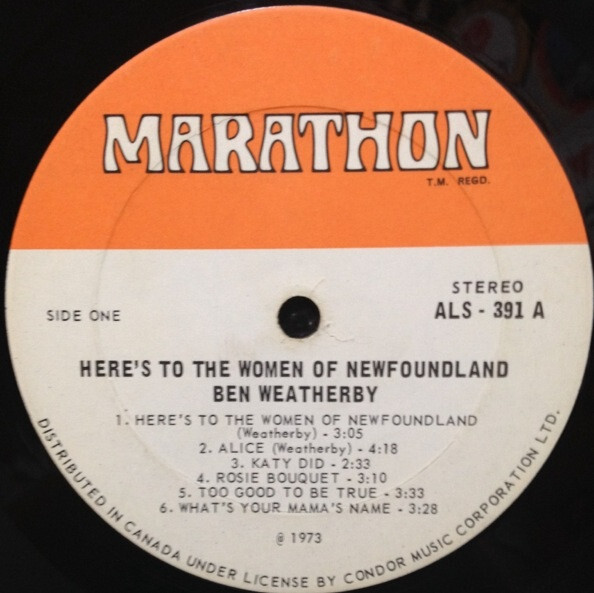 MARATHON
T.M. REGD.
SIDE ONE
STEREO
ALS - 391 A
HERE'S TO THE WOMEN OF NEWFOUNDLAND
BEN WEATHERBY
1. HERE'S TO THE WOMEN OF NEWFOUNDLAND
(Weatherby) - 3:05
2. ALICE (Weatherby) - 4:18
3. KATY DID - 2:33
4. ROSIE BOUQUET - 3:10
5. TOO GOOD TO BE TRUE - 3:33
6. WHAT'S YOUR MAMA'S NAME - 3:28
℗ 1973
DISTRIBUTED IN CANADA UNDER LICENSE BY CONDOR MUSIC CORPORATION LTD.